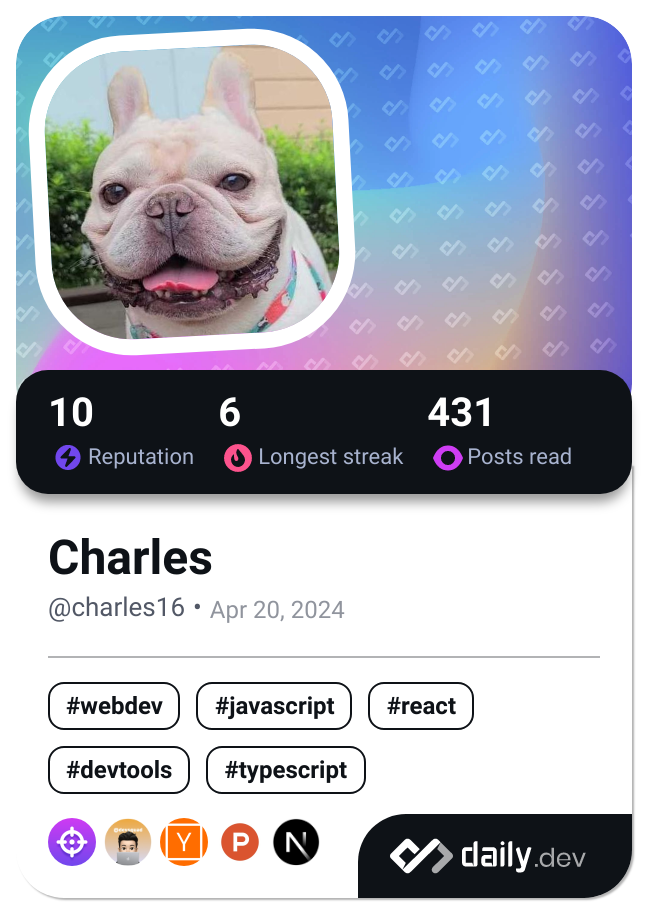 10 6 431
Reputation Longest streak Posts read
Charles
@charles16 • Apr 20, 2024
#webdev #javascript #react
#devtools #typescript
Y P N
daily.dev